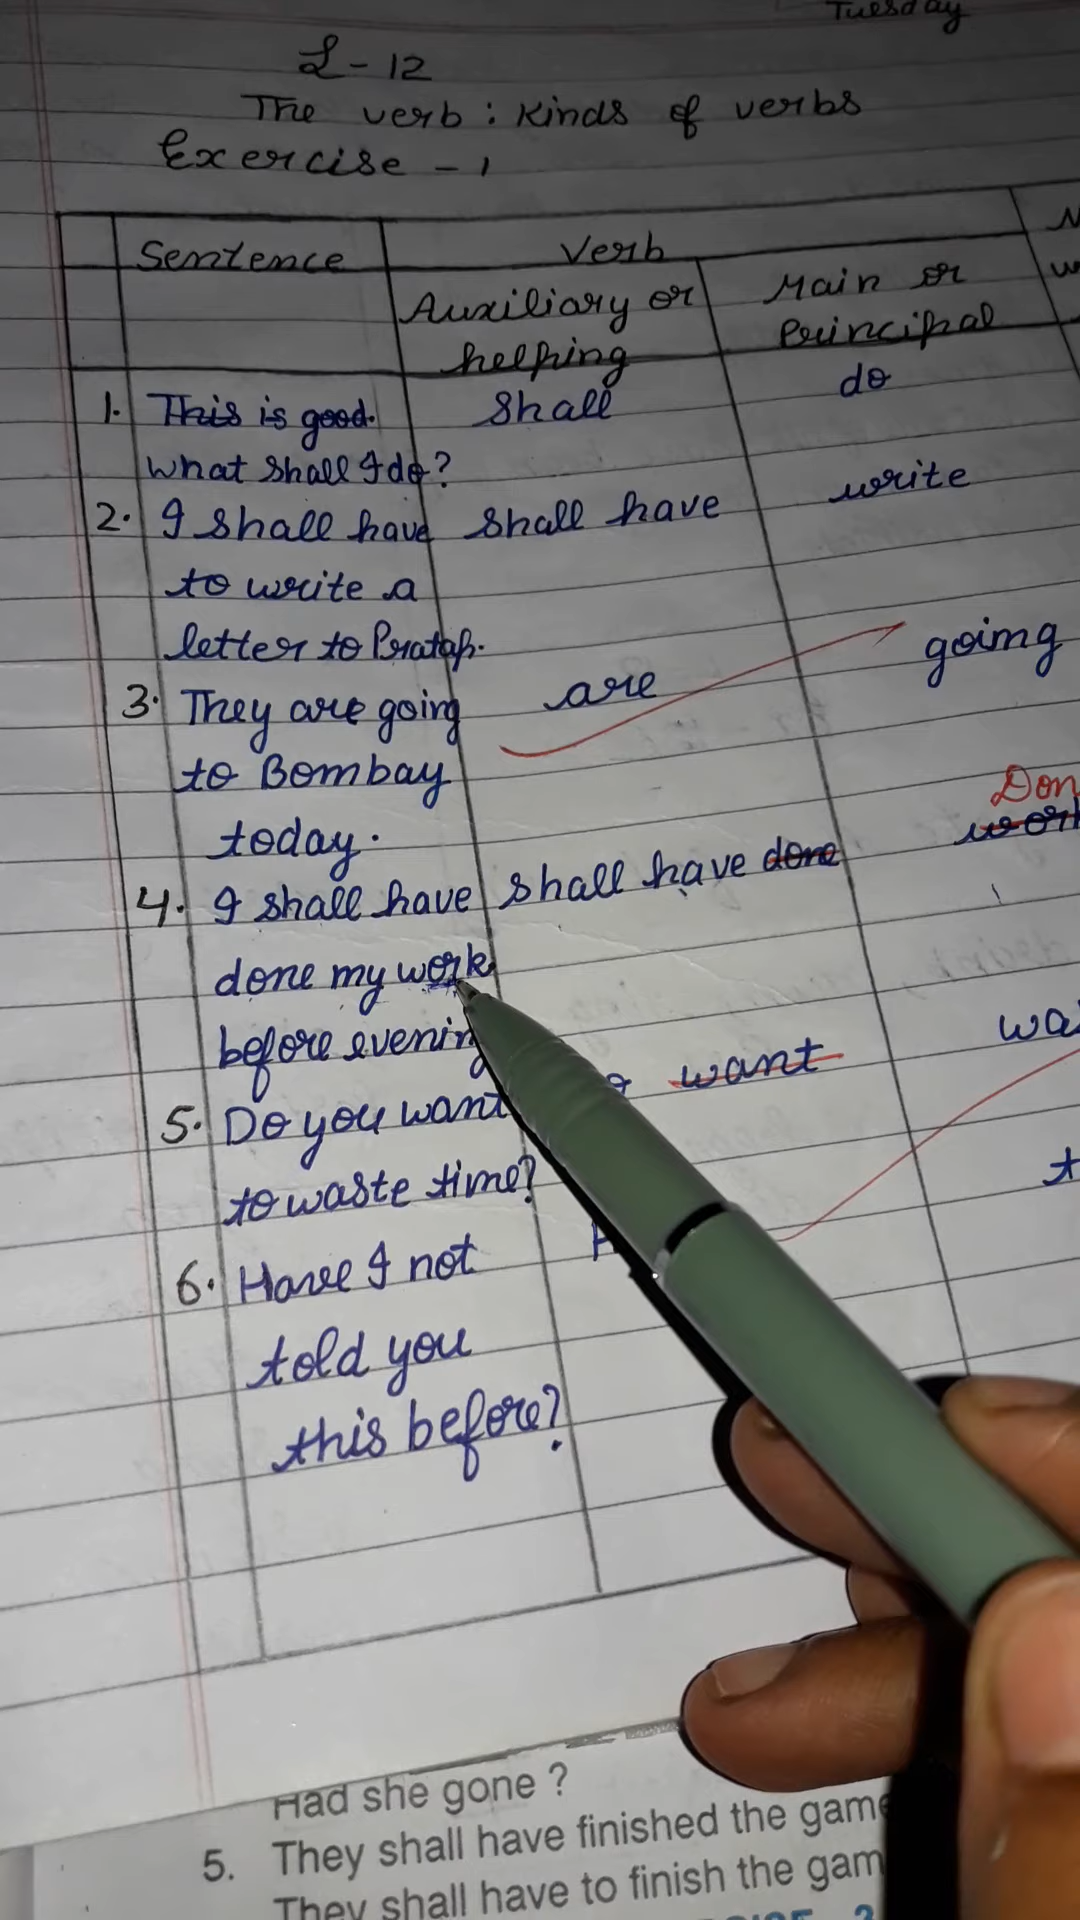 Tuesday
L-12
The verb : Kinds of verbs
Exercise - 1
Sentence Verb
Auxiliary or helping Main or Principal
1. This is good. Shall do
What shall I do?
2. I shall have shall have write
to write a
letter to Pratap.
3. They are going are going
to Bombay
today.
4. I shall have shall have done
done my work
before evening
5. Do you want want
to waste time?
6. Have I not
told you
this before?
Had she gone ?
5. They shall have finished the game
They shall have to finish the gam